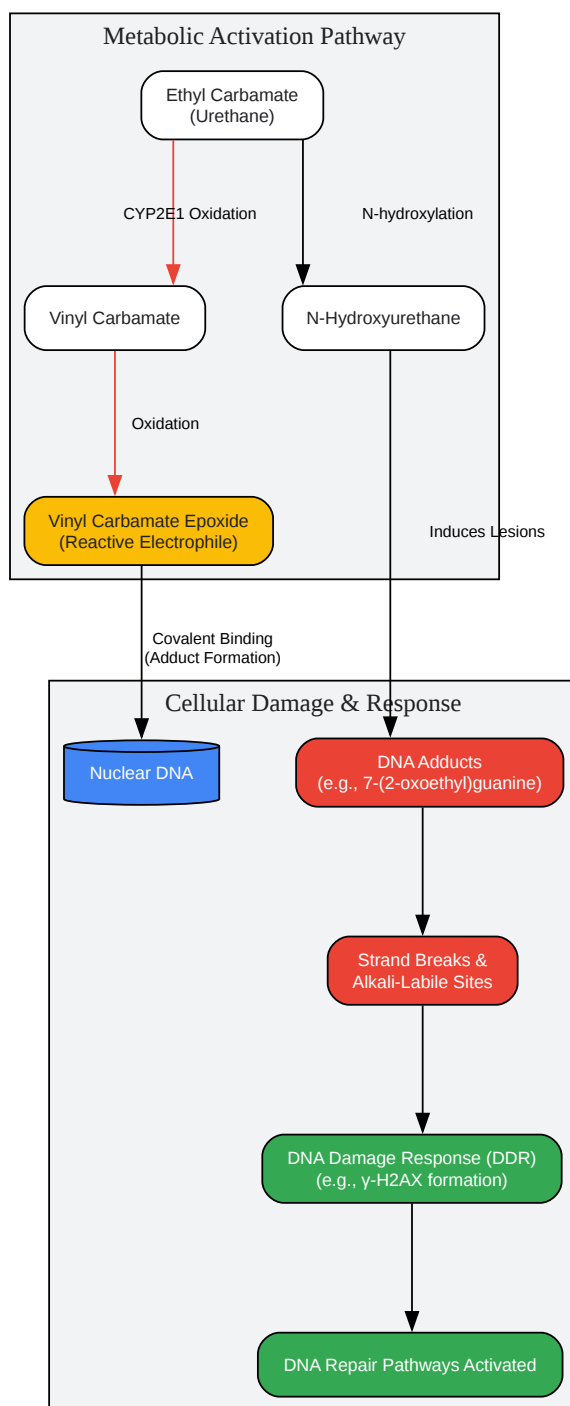 Metabolic Activation Pathway
Ethyl Carbamate
(Urethane)
CYP2E1 Oxidation
N-hydroxylation
Vinyl Carbamate
N-Hydroxyurethane
Oxidation
Vinyl Carbamate Epoxide
(Reactive Electrophile)
Induces Lesions
Covalent Binding
(Adduct Formation)
Cellular Damage & Response
Nuclear DNA
DNA Adducts
(e.g., 7-(2-oxoethyl)guanine)
Strand Breaks &
Alkali-Labile Sites
DNA Damage Response (DDR)
(e.g., γ-H2AX formation)
DNA Repair Pathways Activated